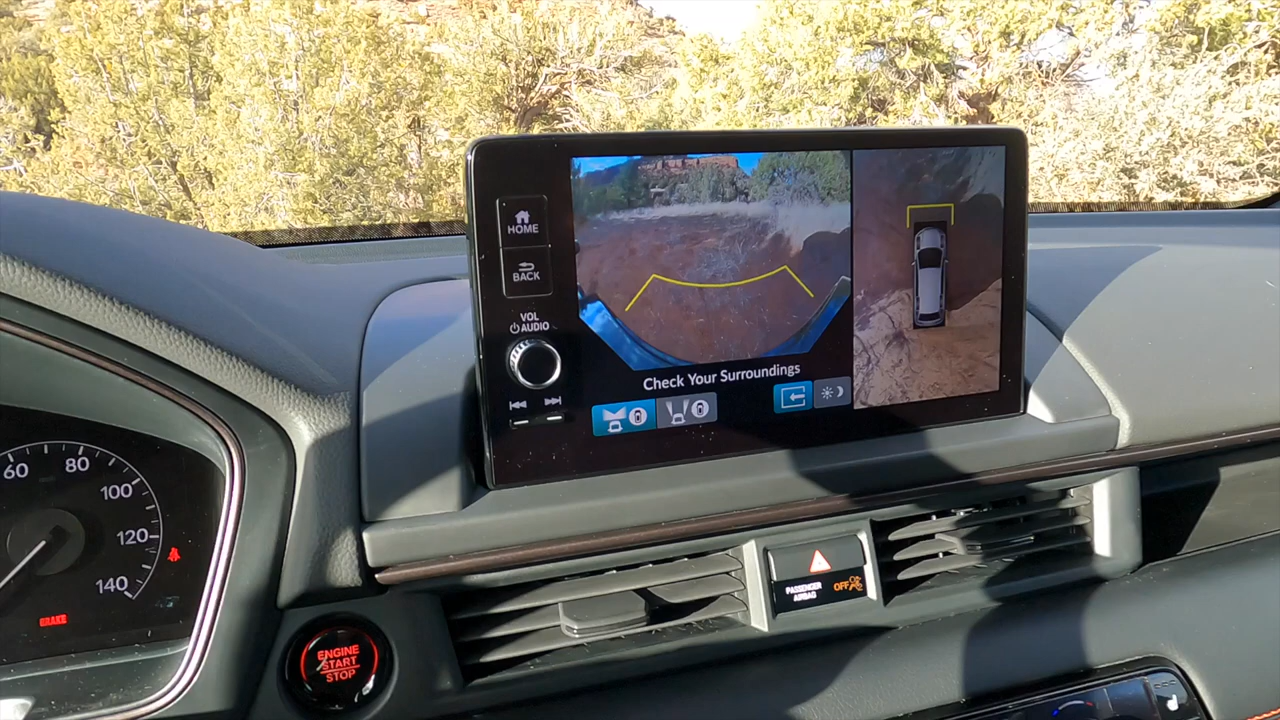 HOME
BACK
VOL
AUDIO
Check Your Surroundings
60
80
100
120
140
BRAKE
ENGINE
START
STOP
PASSENGER
AIRBAG
OFF